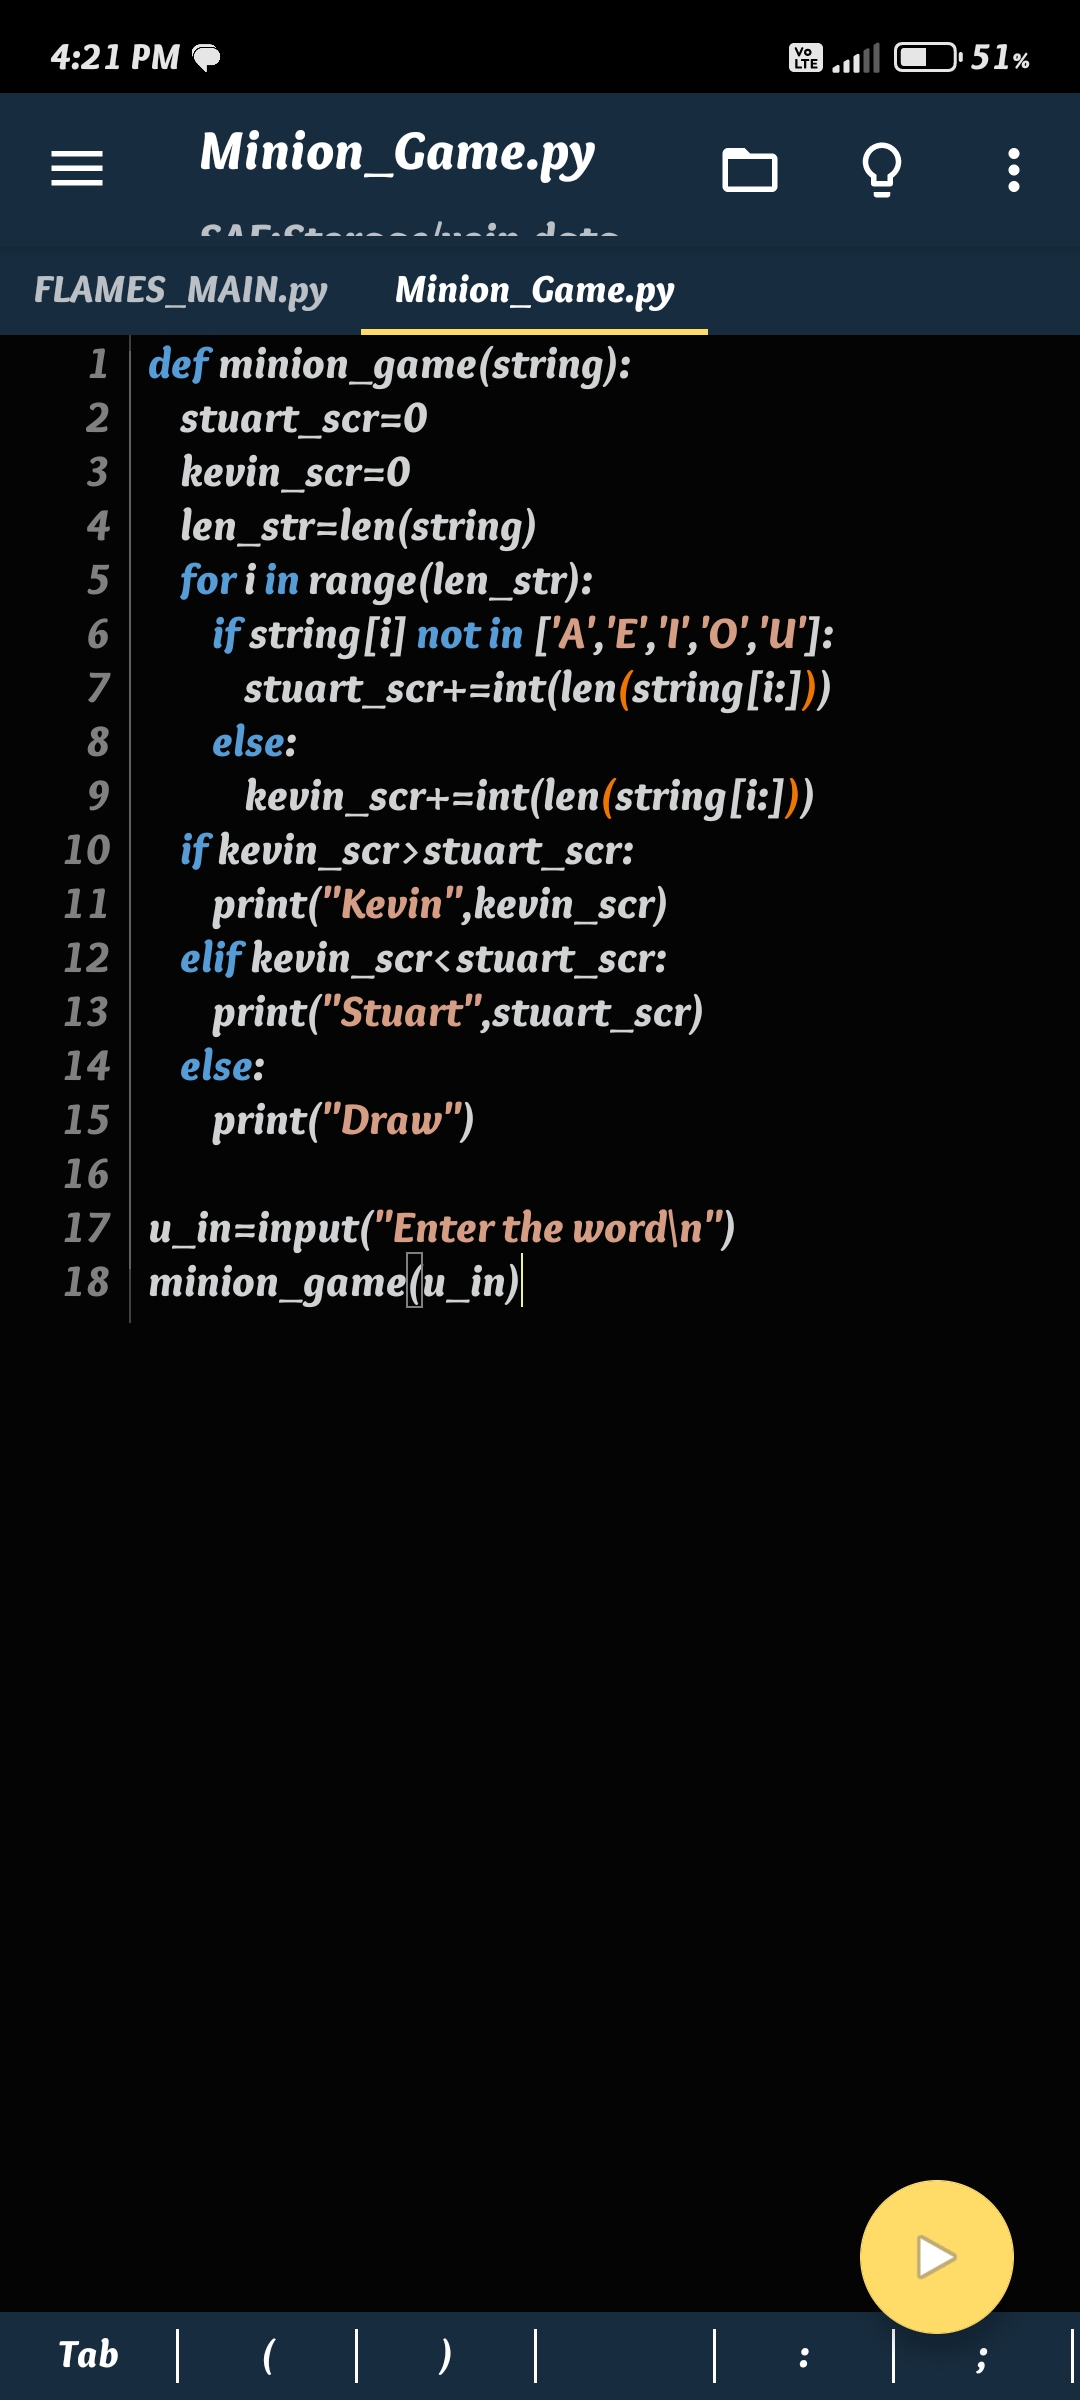 4:21 PM
Vo LTE 51%
Minion_Game.py
FLAMES_MAIN.py Minion_Game.py
1 def minion_game(string):
2 stuart_scr=0
3 kevin_scr=0
4 len_str=len(string)
5 for i in range(len_str):
6 if string[i] not in ['A','E','I','O','U']:
7 stuart_scr+=int(len(string[i:]))
8 else:
9 kevin_scr+=int(len(string[i:]))
10 if kevin_scr>stuart_scr:
11 print("Kevin",kevin_scr)
12 elif kevin_scr<stuart_scr:
13 print("Stuart",stuart_scr)
14 else:
15 print("Draw")
16
17 u_in=input("Enter the word\n")
18 minion_game(u_in)
Tab ( ) : ;